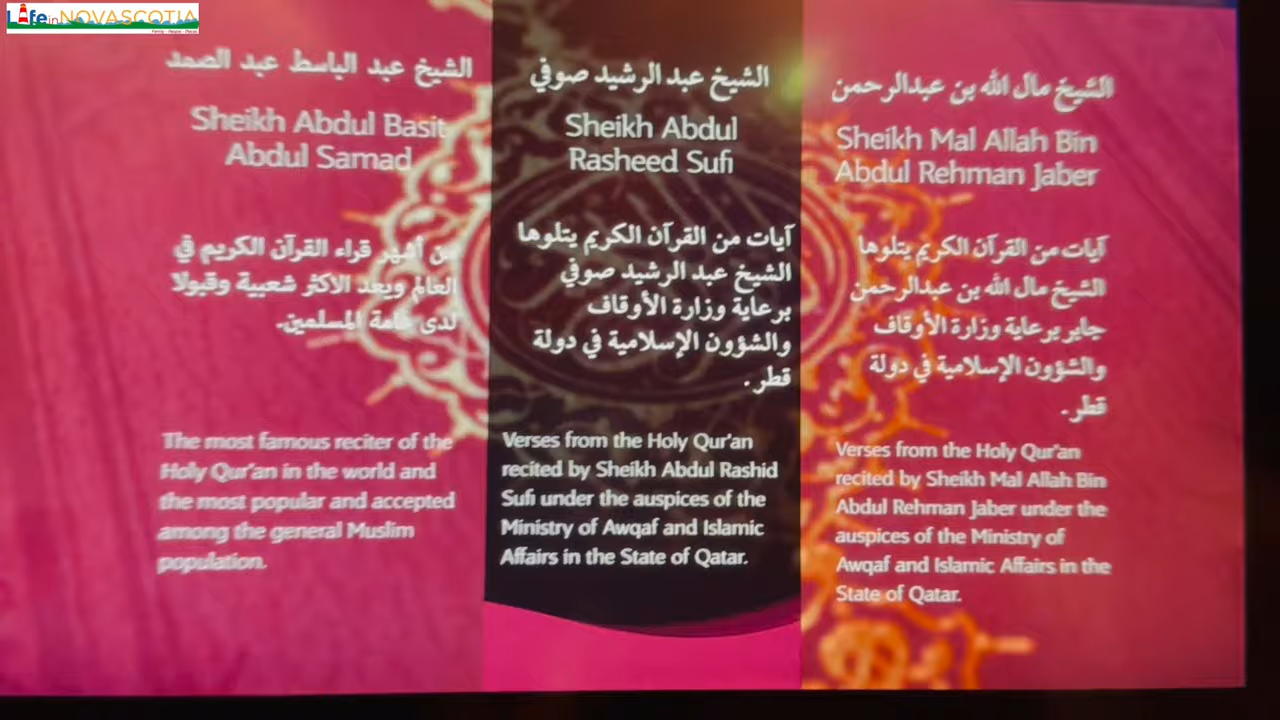 Life in NOVASCOTIA
Family - People - Places
الشيخ عبد الباسط عبد الصمد
Sheikh Abdul Basit
Abdul Samad
من أشهر قراء القرآن الكريم في
العالم ويعد الاكثر شعبية وقبولا
لدى عامة المسلمين.
The most famous reciter of the
Holy Qur'an in the world and
the most popular and accepted
among the general Muslim
population.
الشيخ عبد الرشيد صوفي
Sheikh Abdul
Rasheed Sufi
آيات من القرآن الكريم يتلوها
الشيخ عبد الرشيد صوفي
برعاية وزارة الأوقاف
والشؤون الإسلامية في دولة
قطر.
Verses from the Holy Qur'an
recited by Sheikh Abdul Rashid
Sufi under the auspices of the
Ministry of Awqaf and Islamic
Affairs in the State of Qatar.
الشيخ مال الله بن عبدالرحمن
Sheikh Mal Allah Bin
Abdul Rehman Jaber
آيات من القرآن الكريم يتلوها
الشيخ مال الله بن عبدالرحمن
جابر برعاية وزارة الأوقاف
والشؤون الإسلامية في دولة
قطر.
Verses from the Holy Qur'an
recited by Sheikh Mal Allah Bin
Abdul Rehman Jaber under the
auspices of the Ministry of
Awqaf and Islamic Affairs in the
State of Qatar.